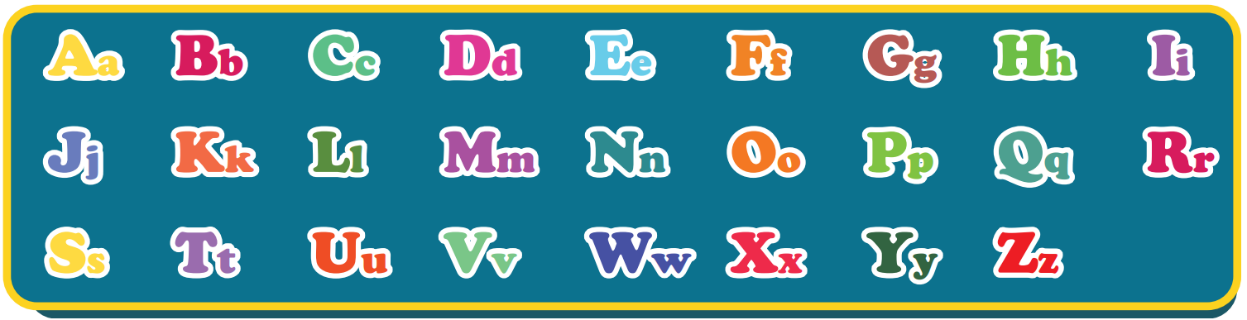 Aa Bb Cc Dd Ee Ff Gg Hh Ii
Jj Kk Ll Mm Nn Oo Pp Qq Rr
Ss Tt Uu Vv Ww Xx Yy Zz